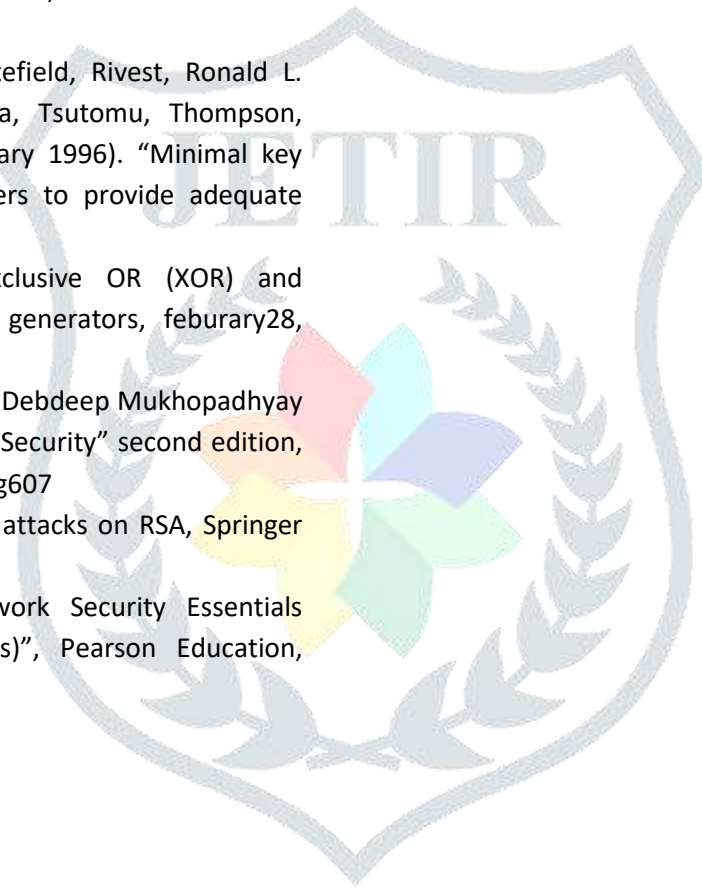 tefield, Rivest, Ronald L.
a, Tsutomu, Thompson,
ary 1996). “Minimal key
ers to provide adequate
JETIR
xclusive OR (XOR) and
generators, feburary28,
Debdeep Mukhopadhyay
Security” second edition,
g607
attacks on RSA, Springer
work Security Essentials
s)”, Pearson Education,